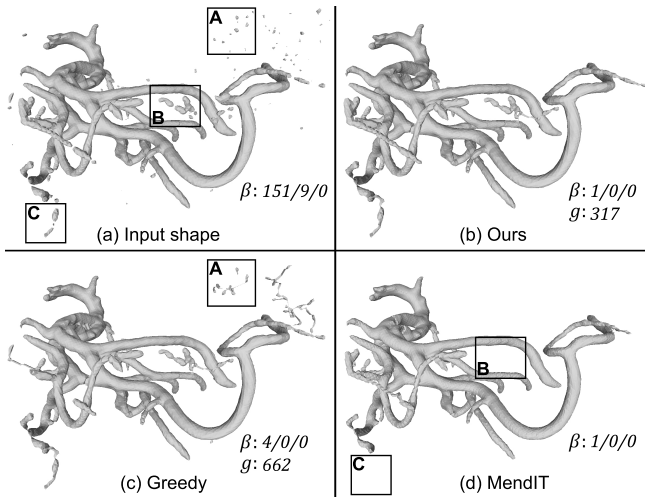 A
B
β: 151/9/0
C
(a) Input shape
β: 1/0/0
g: 317
(b) Ours
A
β: 4/0/0
g: 662
(c) Greedy
B
β: 1/0/0
C
(d) MendIT